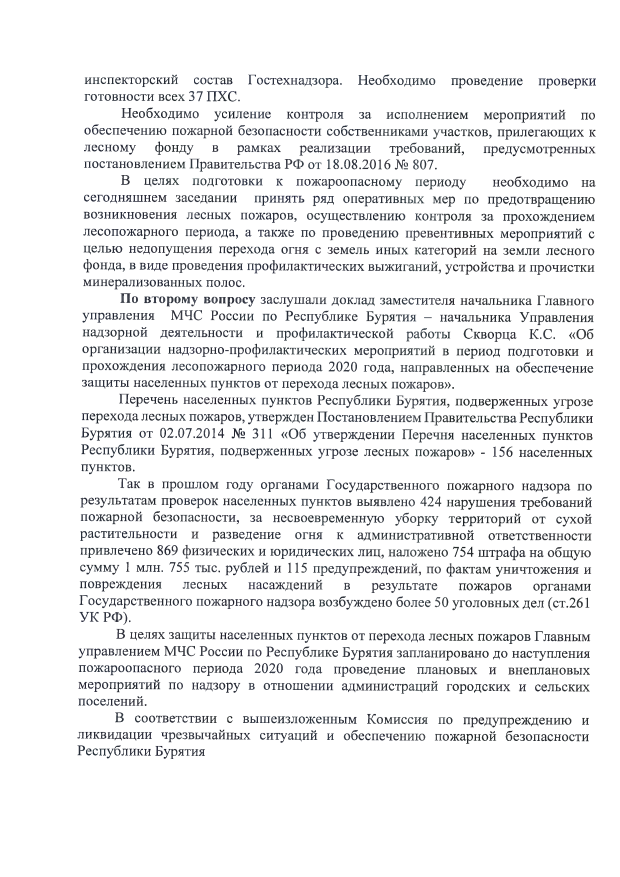 инспекторский состав Гостехнадзора. Необходимо проведение проверки
готовности всех 37 ПХС.
Необходимо усиление контроля за исполнением мероприятий по
обеспечению пожарной безопасности собственниками участков, прилегающих к
лесному фонду в рамках реализации требований, предусмотренных
постановлением Правительства РФ от 18.08.2016 № 807.
В целях подготовки к пожароопасному периоду необходимо на
сегодняшнем заседании принять ряд оперативных мер по предотвращению
возникновения лесных пожаров, осуществлению контроля за прохождением
лесопожарного периода, а также по проведению превентивных мероприятий с
целью недопущения перехода огня с земель иных категорий на земли лесного
фонда, в виде проведения профилактических выжиганий, устройства и прочистки
минерализованных полос.
По второму вопросу заслушали доклад заместителя начальника Главного
управления МЧС России по Республике Бурятия – начальника Управления
надзорной деятельности и профилактической работы Скворца К.С. «Об
организации надзорно-профилактических мероприятий в период подготовки и
прохождения лесопожарного периода 2020 года, направленных на обеспечение
защиты населенных пунктов от перехода лесных пожаров».
Перечень населенных пунктов Республики Бурятия, подверженных угрозе
перехода лесных пожаров, утвержден Постановлением Правительства Республики
Бурятия от 02.07.2014 № 311 «Об утверждении Перечня населенных пунктов
Республики Бурятия, подверженных угрозе лесных пожаров» - 156 населенных
пунктов.
Так в прошлом году органами Государственного пожарного надзора по
результатам проверок населенных пунктов выявлено 424 нарушения требований
пожарной безопасности, за несвоевременную уборку территорий от сухой
растительности и разведение огня к административной ответственности
привлечено 869 физических и юридических лиц, наложено 754 штрафа на общую
сумму 1 млн. 755 тыс. рублей и 115 предупреждений, по фактам уничтожения и
повреждения лесных насаждений в результате пожаров органами
Государственного пожарного надзора возбуждено более 50 уголовных дел (ст.261
УК РФ).
В целях защиты населенных пунктов от перехода лесных пожаров Главным
управлением МЧС России по Республике Бурятия запланировано до наступления
пожароопасного периода 2020 года проведение плановых и внеплановых
мероприятий по надзору в отношении администраций городских и сельских
поселений.
В соответствии с вышеизложенным Комиссия по предупреждению и
ликвидации чрезвычайных ситуаций и обеспечению пожарной безопасности
Республики Бурятия